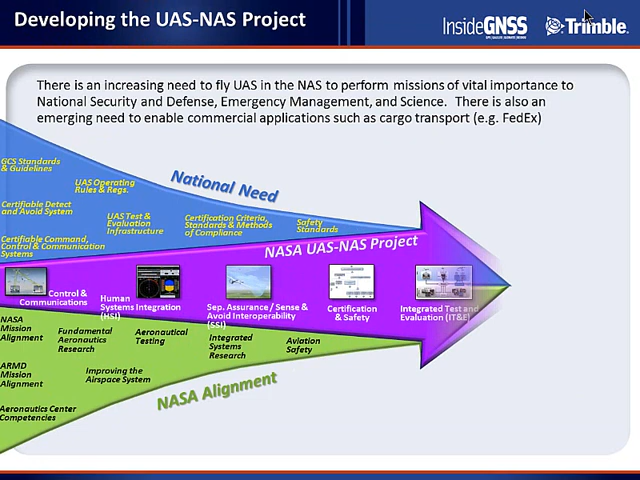 Developing the UAS-NAS Project
InsideGNSS
Trimble.
There is an increasing need to fly UAS in the NAS to perform missions of vital importance to
National Security and Defense, Emergency Management, and Science. There is also an
emerging need to enable commercial applications such as cargo transport (e.g. FedEx)
National Need
GCS Standards
& Guidelines
UAS Operating
Rules & Regs.
Certifiable Detect
and Avoid System
UAS Test &
Evaluation
Infrastructure
Certification Criteria,
Standards & Methods
of Compliance
Safety
Standards
Certifiable Command,
Control & Communication
Systems
NASA UAS-NAS Project
Control &
Communications
Human
Systems Integration
(HSI)
Sep. Assurance / Sense &
Avoid Interoperability
(SSI)
Certification
& Safety
Integrated Test and
Evaluation (IT&E)
NASA
Mission
Alignment
Fundamental
Aeronautics
Research
Aeronautical
Testing
Integrated
Systems
Research
Aviation
Safety
ARMD
Mission
Alignment
Improving the
Airspace System
Aeronautics Center
Competencies
NASA Alignment